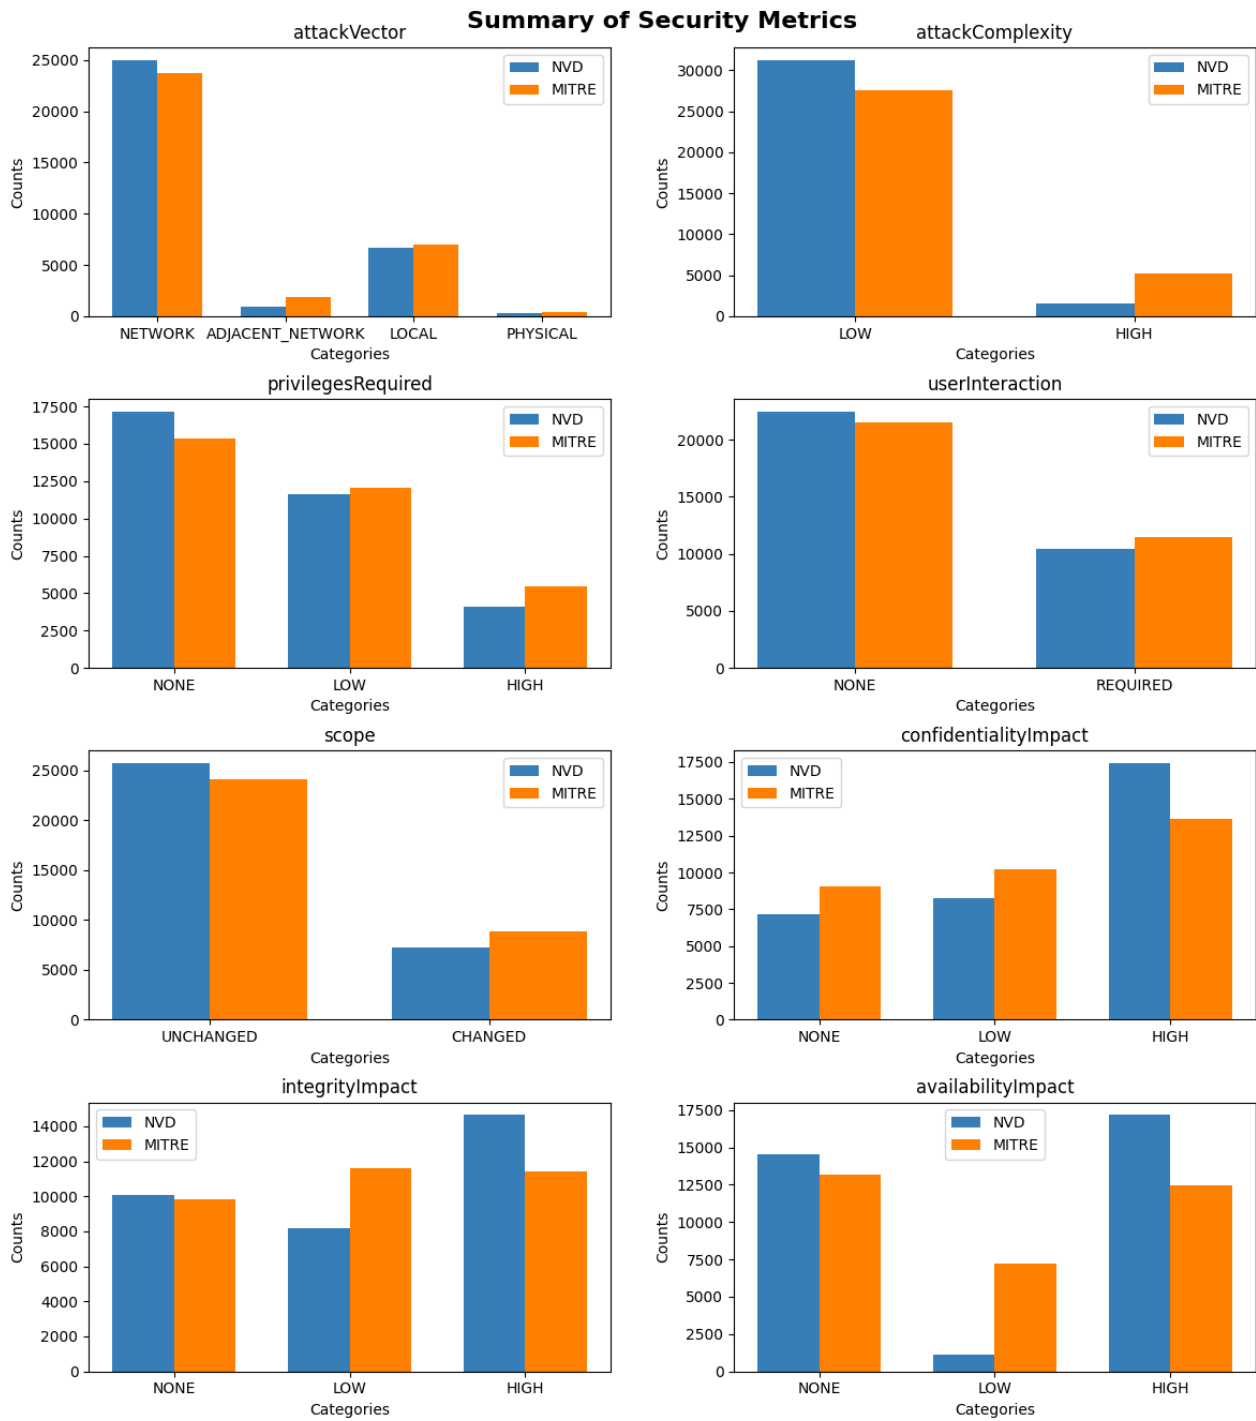 Summary of Security Metrics
attackVector
25000
20000
15000
10000
5000
0
Counts
NVD
MITRE
NETWORK ADJACENT_NETWORK LOCAL PHYSICAL
Categories
attackComplexity
30000
25000
20000
15000
10000
5000
0
Counts
NVD
MITRE
LOW HIGH
Categories
privilegesRequired
17500
15000
12500
10000
7500
5000
2500
0
Counts
NVD
MITRE
NONE LOW HIGH
Categories
userInteraction
20000
15000
10000
5000
0
Counts
NVD
MITRE
NONE REQUIRED
Categories
scope
25000
20000
15000
10000
5000
0
Counts
NVD
MITRE
UNCHANGED CHANGED
Categories
confidentialityImpact
17500
15000
12500
10000
7500
5000
2500
0
Counts
NVD
MITRE
NONE LOW HIGH
Categories
integrityImpact
14000
12000
10000
8000
6000
4000
2000
0
Counts
NVD
MITRE
NONE LOW HIGH
Categories
availabilityImpact
17500
15000
12500
10000
7500
5000
2500
0
Counts
NVD
MITRE
NONE LOW HIGH
Categories